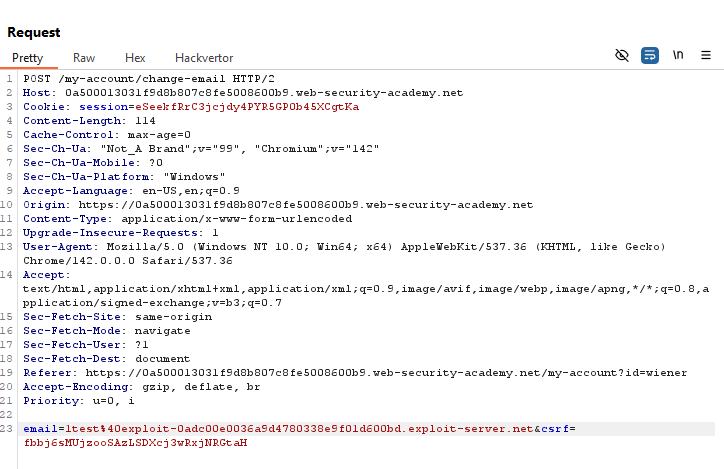 Request
Pretty Raw Hex Hackvertor \n
1 POST /my-account/change-email HTTP/2
2 Host: 0a500013031f9d8b807c8fe5008600b9.web-security-academy.net
3 Cookie: session=eSeekfRrC3jcjdy4PYR5GP0b45XCgtKa
4 Content-Length: 114
5 Cache-Control: max-age=0
6 Sec-Ch-Ua: "Not_A Brand";v="99", "Chromium";v="142"
7 Sec-Ch-Ua-Mobile: ?0
8 Sec-Ch-Ua-Platform: "Windows"
9 Accept-Language: en-US,en;q=0.9
10 Origin: https://0a500013031f9d8b807c8fe5008600b9.web-security-academy.net
11 Content-Type: application/x-www-form-urlencoded
12 Upgrade-Insecure-Requests: 1
13 User-Agent: Mozilla/5.0 (Windows NT 10.0; Win64; x64) AppleWebKit/537.36 (KHTML, like Gecko)
Chrome/142.0.0.0 Safari/537.36
14 Accept:
text/html,application/xhtml+xml,application/xml;q=0.9,image/avif,image/webp,image/apng,*/*;q=0.8,a
pplication/signed-exchange;v=b3;q=0.7
15 Sec-Fetch-Site: same-origin
16 Sec-Fetch-Mode: navigate
17 Sec-Fetch-User: ?1
18 Sec-Fetch-Dest: document
19 Referer: https://0a500013031f9d8b807c8fe5008600b9.web-security-academy.net/my-account?id=wiener
20 Accept-Encoding: gzip, deflate, br
21 Priority: u=0, i
22
23 email=1test%40exploit-0adc00e0036a9d4780338e9f01d600bd.exploit-server.net&csrf=
fbbj6sMUjzooSAzLSDXcj3wRxjNRGtaH